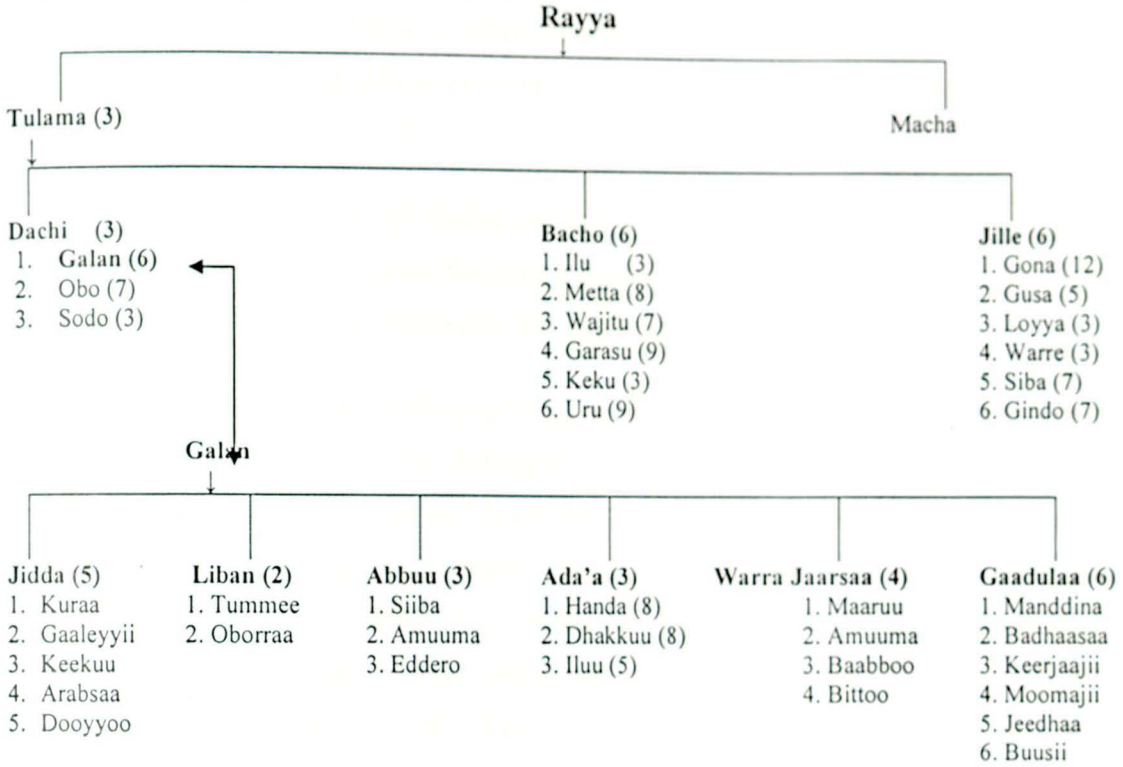 Rayya
Tulama (3)
Macha
Dachi (3)
1. Galan (6)
2. Obo (7)
3. Sodo (3)
Bacho (6)
1. Ilu (3)
2. Metta (8)
3. Wajitu (7)
4. Garasu (9)
5. Keku (3)
6. Uru (9)
Jille (6)
1. Gona (12)
2. Gusa (5)
3. Loyya (3)
4. Warre (3)
5. Siba (7)
6. Gindo (7)
Galan
Jidda (5)
1. Kuraa
2. Gaaleyyii
3. Keekuu
4. Arabsaa
5. Dooyyoo
Liban (2)
1. Tummee
2. Oborraa
Abbuu (3)
1. Siiba
2. Amuuma
3. Eddero
Ada'a (3)
1. Handa (8)
2. Dhakkuu (8)
3. Iluu (5)
Warra Jaarsaa (4)
1. Maaruu
2. Amuuma
3. Baabboo
4. Bittoo
Gaadulaa (6)
1. Manddina
2. Badhaasaa
3. Keerjaajii
4. Moomajii
5. Jeedhaa
6. Buusii